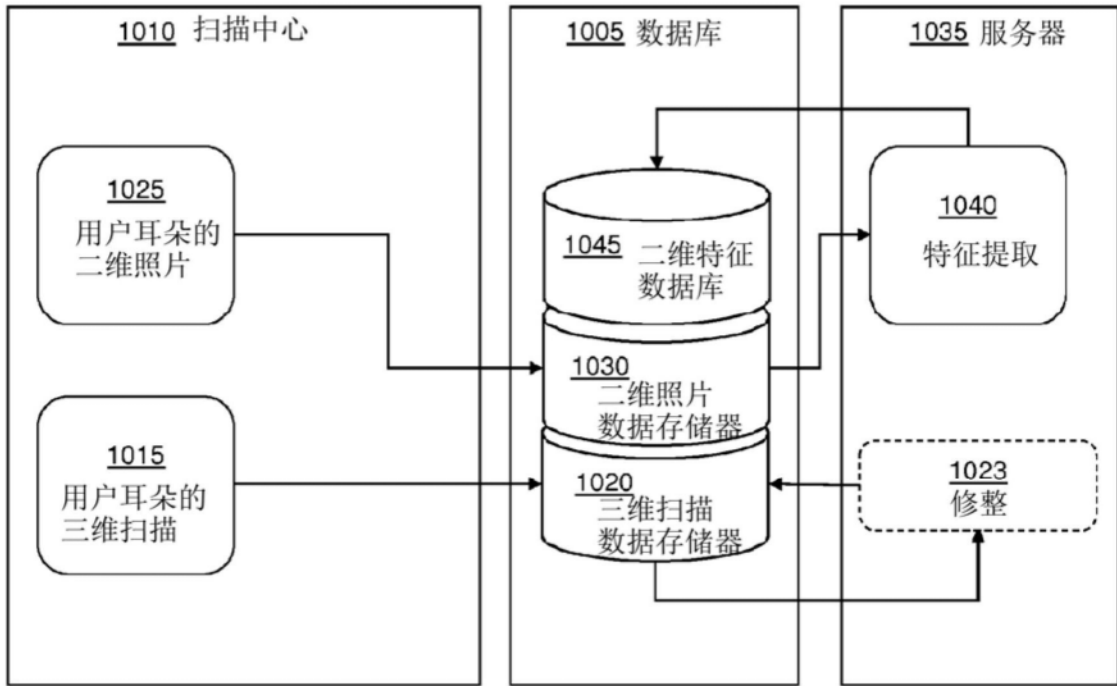 1010 扫描中心
1025
用户耳朵的
二维照片
1015
用户耳朵的
三维扫描
1005 数据库
1045 二维特征
数据库
1030
二维照片
数据存储器
1020
三维扫描
数据存储器
1035 服务器
1040
特征提取
1023
修整